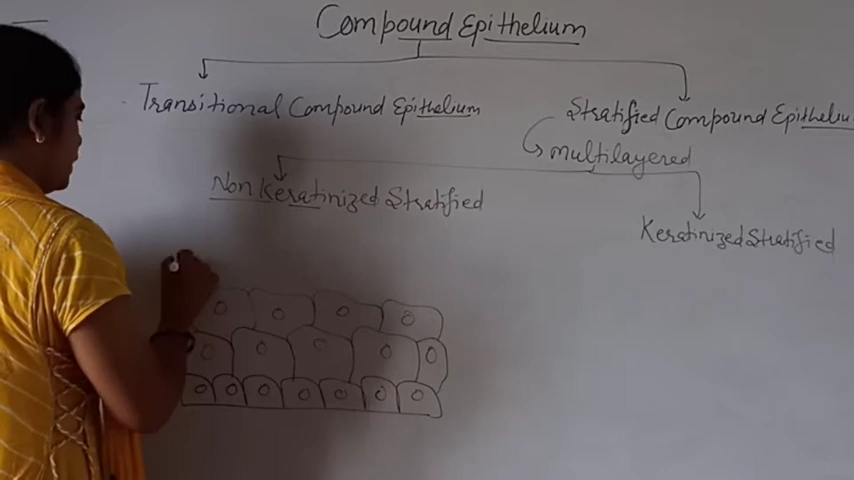 Compound Epithelium
Transitional Compound Epithelium
Stratified Compound Epitheliu
multilayered
Non Keratinized Stratified
Keratinized Stratified